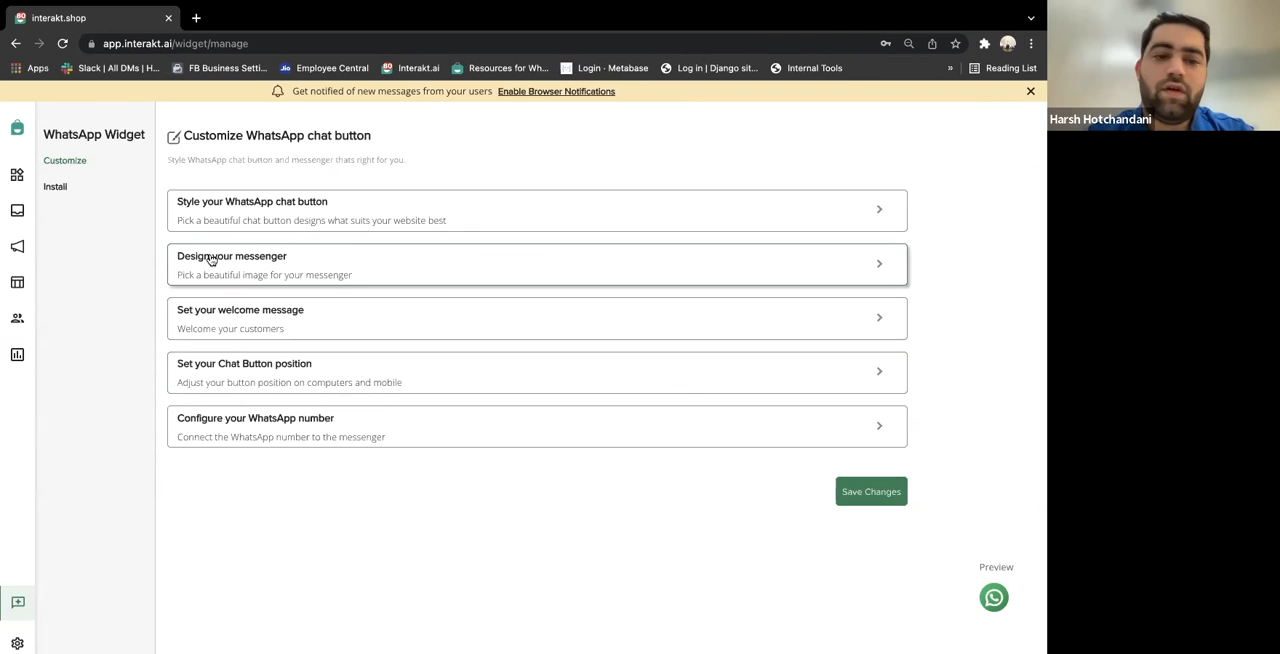 interakt.shop
app.interakt.ai/widget/manage
Apps
Slack | All DMs | H...
FB Business Setti...
Employee Central
Interakt.ai
Resources for Wh...
Login · Metabase
Log in | Django sit...
Internal Tools
»
Reading List
Get notified of new messages from your users Enable Browser Notifications
Harsh Hotchandani
WhatsApp Widget
Customize
Install
Customize WhatsApp chat button
Style WhatsApp chat button and messenger thats right for you.
Style your WhatsApp chat button
Pick a beautiful chat button designs what suits your website best
Design your messenger
Pick a beautiful image for your messenger
Set your welcome message
Welcome your customers
Set your Chat Button position
Adjust your button position on computers and mobile
Configure your WhatsApp number
Connect the WhatsApp number to the messenger
Save Changes
Preview